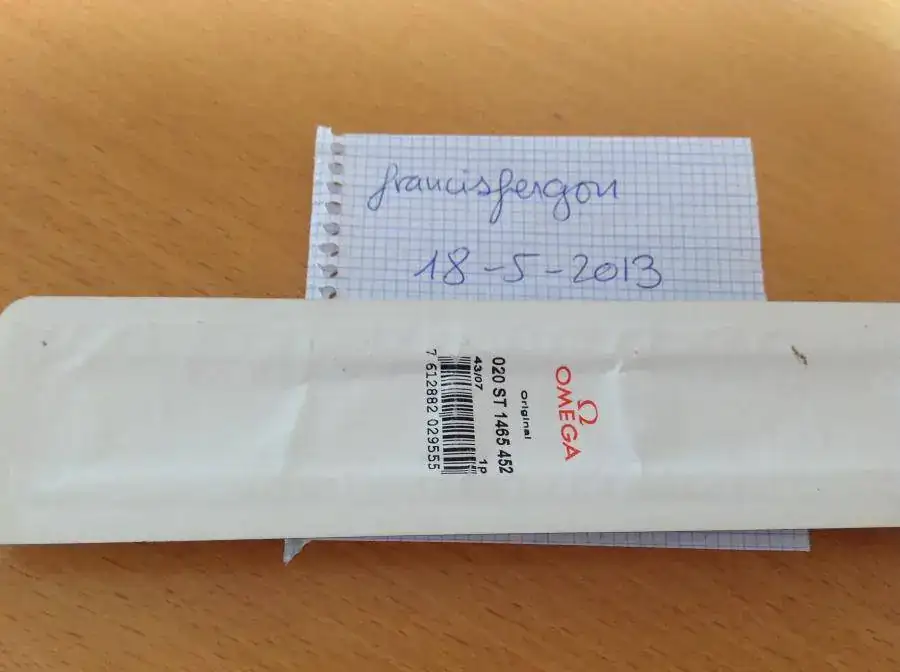 francisfergon
18-5-2013
Ω
OMEGA
Original
020 ST 1465 452
43/07 1P
7 612882 029555